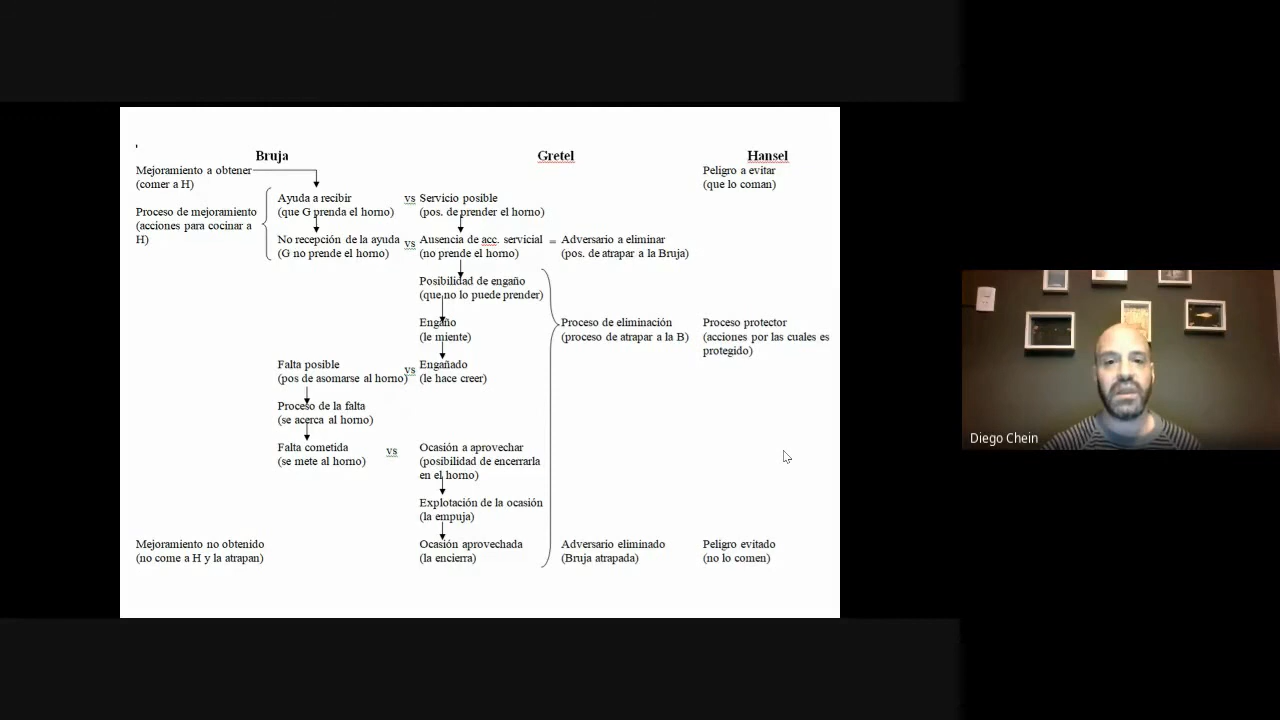 Bruja Gretel Hansel
Mejoramiento a obtener
(comer a H)
Peligro a evitar
(que lo coman)
Proceso de mejoramiento
(acciones para cocinar a
H)
Ayuda a recibir
(que G prenda el horno)
vs
Servicio posible
(pos. de prender el horno)
No recepción de la ayuda
(G no prende el horno)
vs
Ausencia de acc. servicial
(no prende el horno)
=
Adversario a eliminar
(pos. de atrapar a la Bruja)
Posibilidad de engaño
(que no lo puede prender)
Engaño
(le miente)
Proceso de eliminación
(proceso de atrapar a la B)
Proceso protector
(acciones por las cuales es
protegido)
Falta posible
(pos de asomarse al horno)
vs
Engañado
(le hace creer)
Proceso de la falta
(se acerca al horno)
Falta cometida
(se mete al horno)
vs
Ocasión a aprovechar
(posibilidad de encerrarla
en el horno)
Explotación de la ocasión
(la empuja)
Mejoramiento no obtenido
(no come a H y la atrapan)
Ocasión aprovechada
(la encierra)
Adversario eliminado
(Bruja atrapada)
Peligro evitado
(no lo comen)
Diego Chein